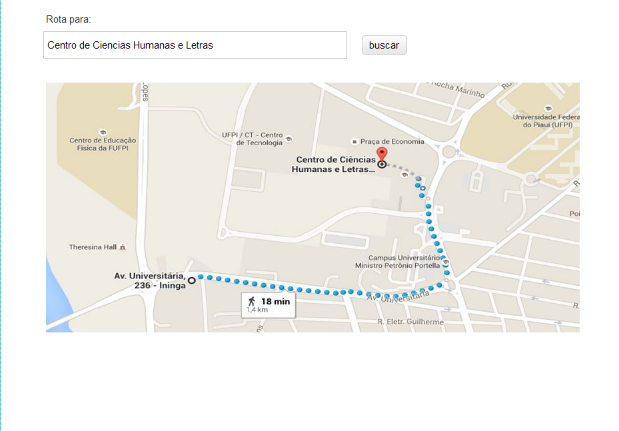 Rota para:
Centro de Ciencias Humanas e Letras
buscar
Rocha Marinho
Lopes
Centro de Educação
Física da FUFPI
UFPI / CT - Centro
de Tecnologia
Praça de Economia
Universidade Federa
do Piauí (UFPI)
Centro de Ciências
Humanas e Letras...
Theresina Hall
Campus Universitário
Ministro Petrônio Portella
Av. Universitária,
236 - Ininga
18 min
1,4 km
Av. Universitária
R. Eletr. Guilherme